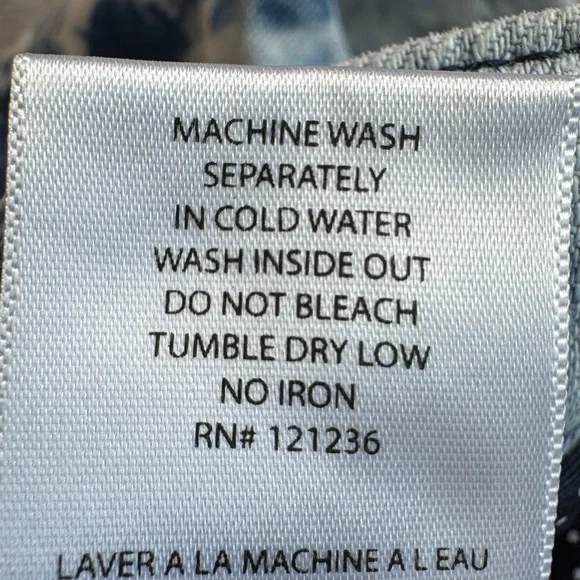 MACHINE WASH
SEPARATELY
IN COLD WATER
WASH INSIDE OUT
DO NOT BLEACH
TUMBLE DRY LOW
NO IRON
RN# 121236
LAVER A LA MACHINE A L EAU